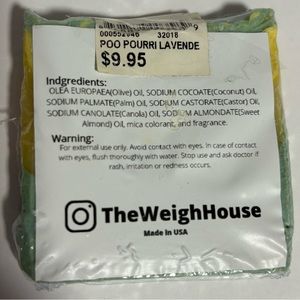 000552046 32018 9
POO POURRI LAVENDE
$9.95
Indgredients:
OLEA EUROPAEA(Olive) Oil, SODIUM COCOATE(Coconut) Oil,
SODIUM PALMATE(Palm) Oil, SODIUM CASTORATE(Castor) Oil,
SODIUM CANOLATE(Canola) Oil, SODIUM ALMONDATE(Sweet
Almond) Oil, mica colorant, and fragrance.
Warning:
For external use only. Avoid contact with eyes. In case of contact
with eyes, flush thoroughly with water. Stop use and ask doctor if
rash, irritation or redness occurs.
TheWeighHouse
Made in USA